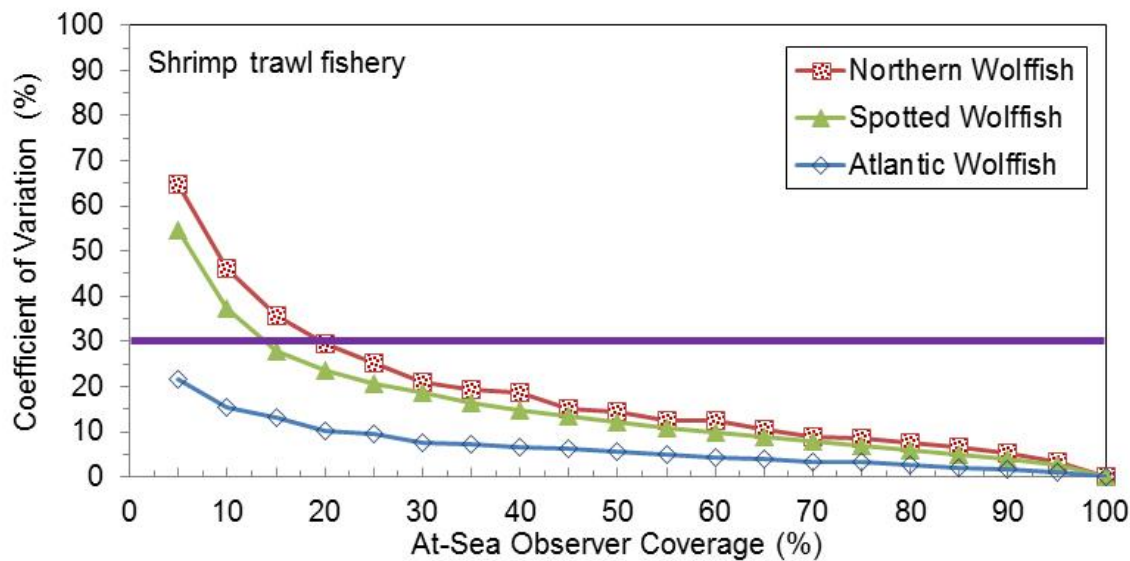 Shrimp trawl fishery
Northern Wolffish
Spotted Wolffish
Atlantic Wolffish
Coefficient of Variation (%)
100
90
80
70
60
50
40
30
20
10
0
0 10 20 30 40 50 60 70 80 90 100
At-Sea Observer Coverage (%)